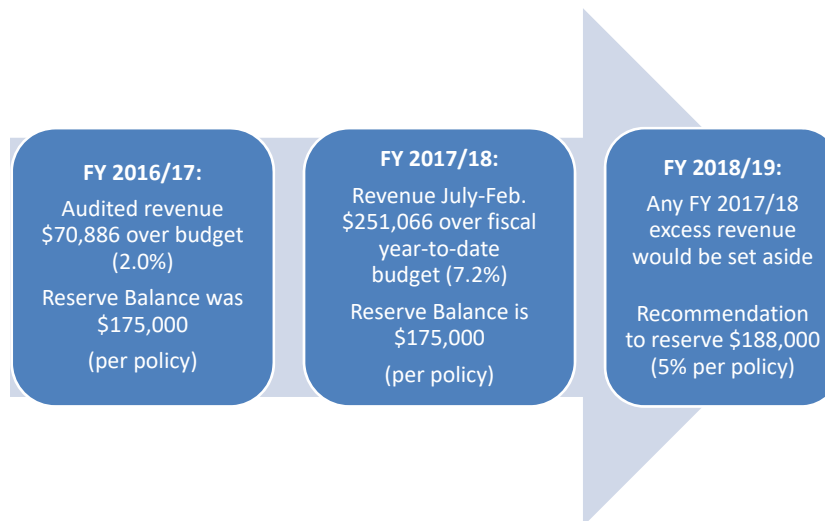 FY 2016/17:
Audited revenue
$70,886 over budget
(2.0%)
Reserve Balance was
$175,000
(per policy)
FY 2017/18:
Revenue July-Feb.
$251,066 over fiscal
year-to-date
budget (7.2%)
Reserve Balance is
$175,000
(per policy)
FY 2018/19:
Any FY 2017/18
excess revenue
would be set aside
Recommendation
to reserve $188,000
(5% per policy)